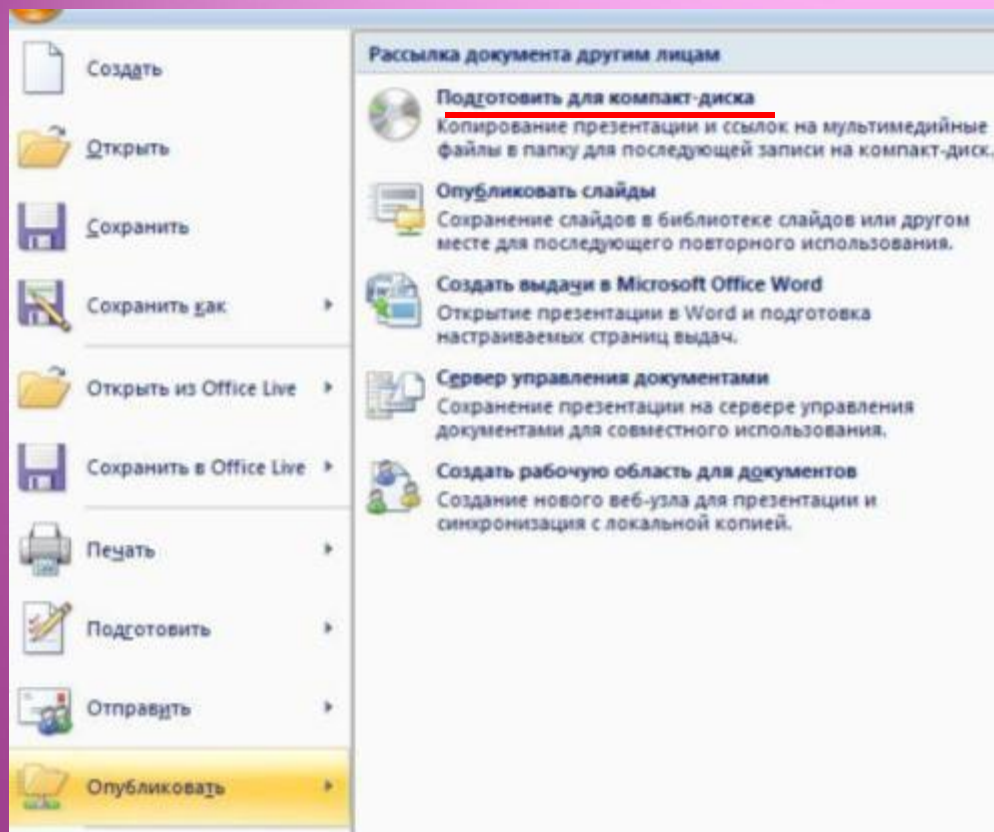 Создать
Открыть
Сохранить
Сохранить как
Открыть из Office Live
Сохранить в Office Live
Печать
Подготовить
Отправить
Опубликовать
Рассылка документа другим лицам
Подготовить для компакт-диска
Копирование презентации и ссылок на мультимедийные
файлы в папку для последующей записи на компакт-диск.
Опубликовать слайды
Сохранение слайдов в библиотеке слайдов или другом
месте для последующего повторного использования.
Создать выдачи в Microsoft Office Word
Открытие презентации в Word и подготовка
настраиваемых страниц выдач.
Сервер управления документами
Сохранение презентации на сервере управления
документами для совместного использования.
Создать рабочую область для документов
Создание нового веб-узла для презентации и
синхронизация с локальной копией.